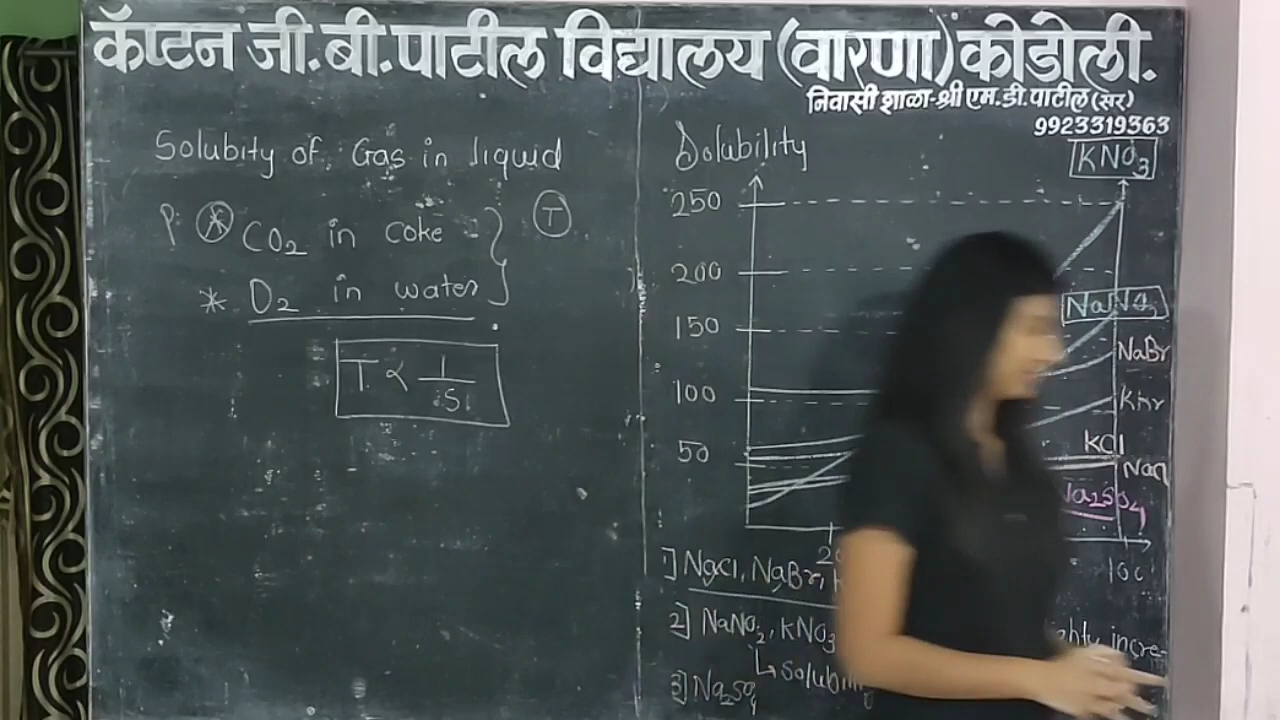 कॅप्टन जी.बी.पाटील विद्यालय (वारणा) कोडोली.
निवासी शाळा-श्री एम.डी.पाटील (सर)
9923319363
Solubity of Gas in liquid
P: * CO2 in coke } T
* O2 in water
T ∝ 1/S
Solubility
KNO3
250
200
NaNO3
150
NaBr
100
KBr
KCl
50
NaCl
Na2SO4
100
1] NaCl, NaBr,
2] NaNO2, KNO3
incre-
↳ Solubility
3] Na2SO4